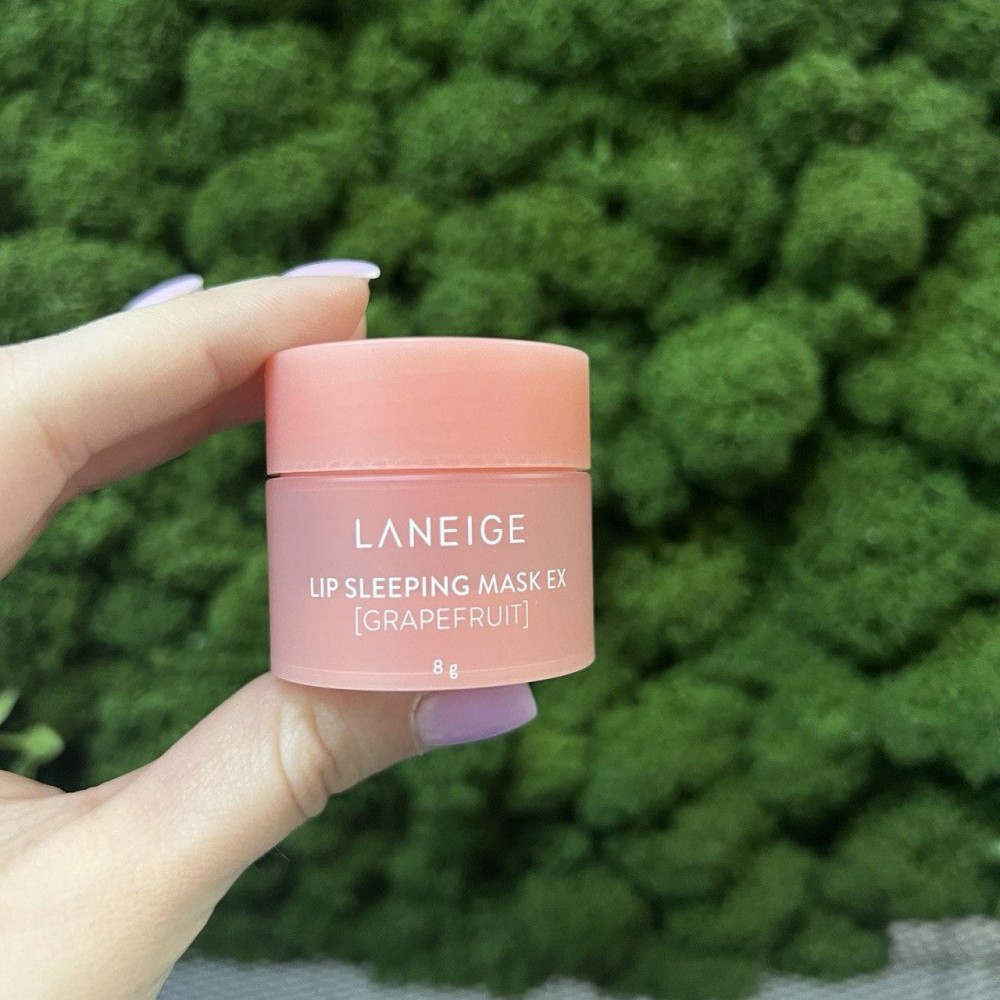 LANEIGE
LIP SLEEPING MASK EX
[GRAPEFRUIT]
8 g